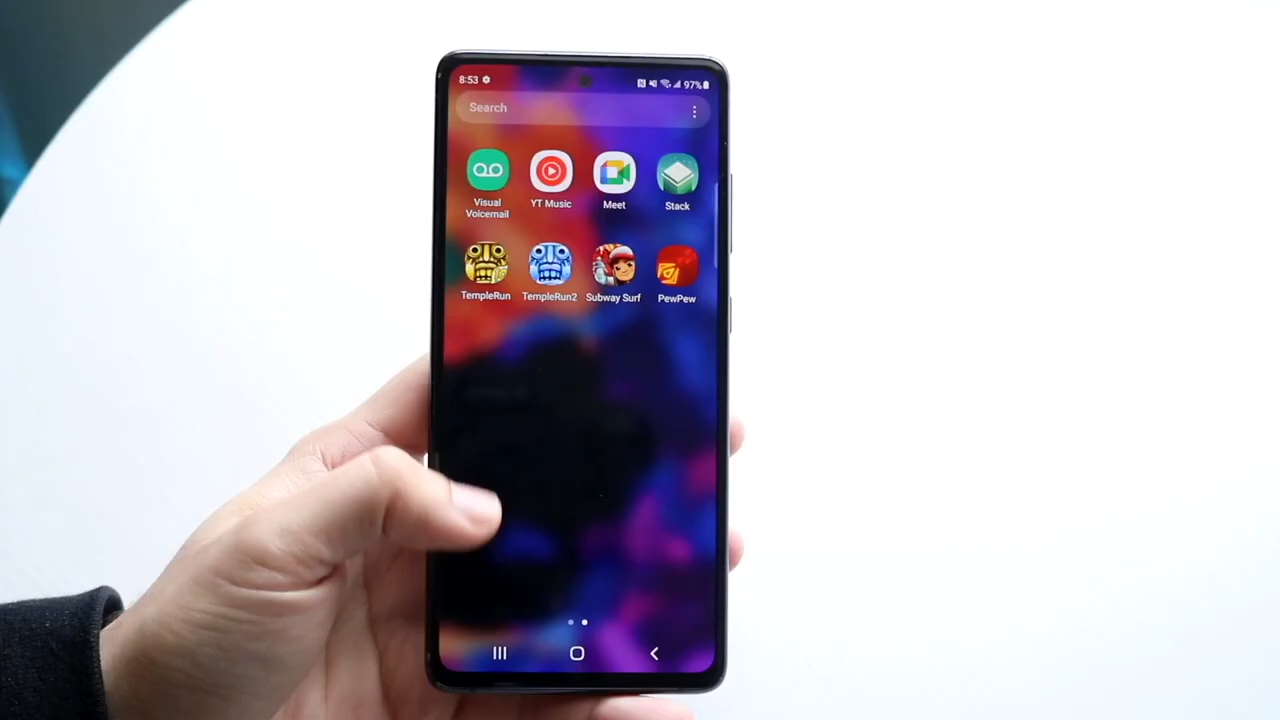 8:53
97%
Search
Visual
Voicemail
YT Music
Meet
Stack
TempleRun
TempleRun2
Subway Surf
PewPew